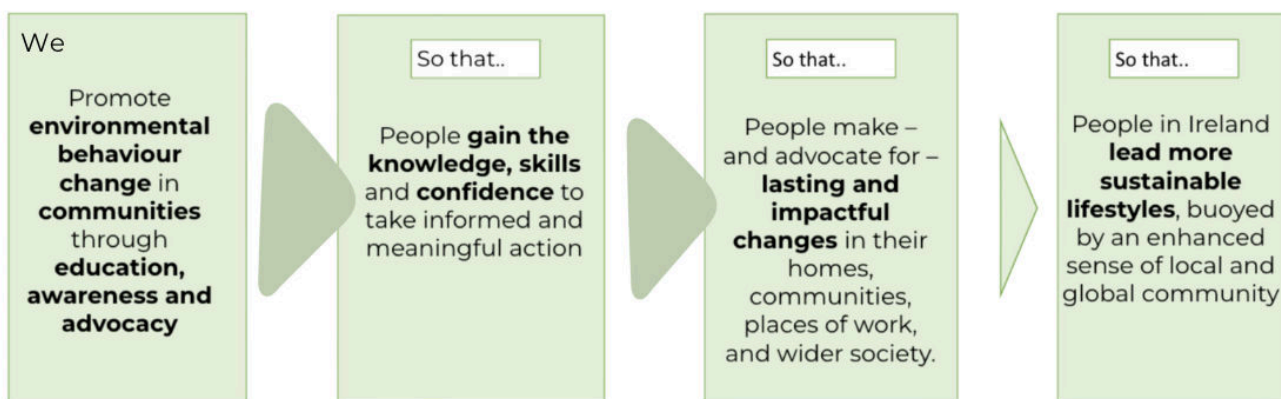 We
Promote
environmental
behaviour
change in
communities
through
education,
awareness and
advocacy
So that..
People gain the
knowledge, skills
and confidence to
take informed and
meaningful action
So that..
People make –
and advocate for –
lasting and
impactful
changes in their
homes,
communities,
places of work,
and wider society.
So that..
People in Ireland
lead more
sustainable
lifestyles, buoyed
by an enhanced
sense of local and
global community